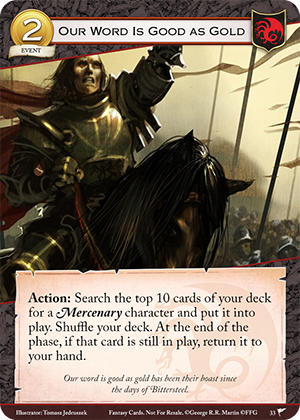 2
EVENT
Our Word Is Good as Gold
Action: Search the top 10 cards of your deck
for a Mercenary character and put it into
play. Shuffle your deck. At the end of the
phase, if that card is still in play, return it to
your hand.
Our word is good as gold has been their boast since
the days of Bittersteel.
Illustrator: Tomasz Jedruszek
Fantasy Cards. Not For Resale. ©George R.R. Martin ©FFG
33